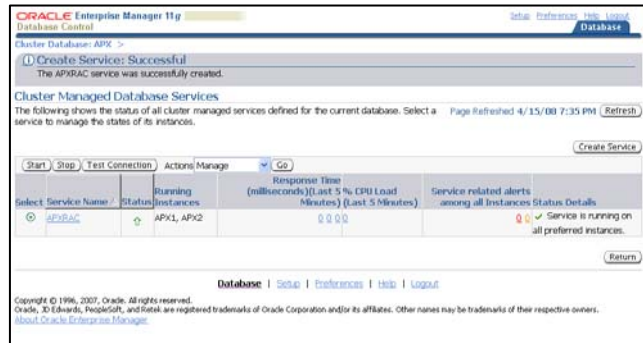 ORACLE Enterprise Manager 11g
Database Control
Setup Preferences Help Logout
Database
Cluster Database: APX >
Create Service: Successful
The APXRAC service was successfully created.
Cluster Managed Database Services
The following shows the status of all cluster managed services defined for the current database. Select a service to manage the states of its instances.
Page Refreshed 4/15/08 7:35 PM Refresh
Create Service
Start Stop Test Connection Actions Manage Go
Select Service Name Status Running Instances Response Time (milliseconds)(Last 5 Minutes) % CPU Load (Last 5 Minutes) Service related alerts among all Instances Status Details
APXRAC APX1, APX2 0 0 0 0 0 0 Service is running on all preferred instances.
Return
Database | Setup | Preferences | Help | Logout
Copyright © 1996, 2007, Oracle. All rights reserved.
Oracle, JD Edwards, PeopleSoft, and Retek are registered trademarks of Oracle Corporation and/or its affiliates. Other names may be trademarks of their respective owners.
About Oracle Enterprise Manager